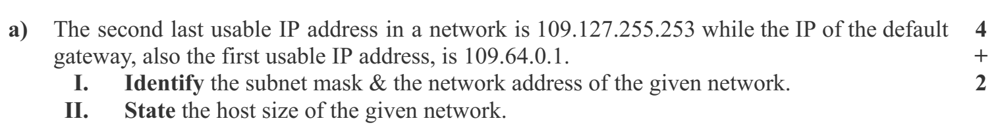 a) The second last usable IP address in a network is 109.127.255.253 while the IP of the default 4
gateway, also the first usable IP address, is 109.64.0.1. +
I. Identify the subnet mask & the network address of the given network. 2
II. State the host size of the given network.